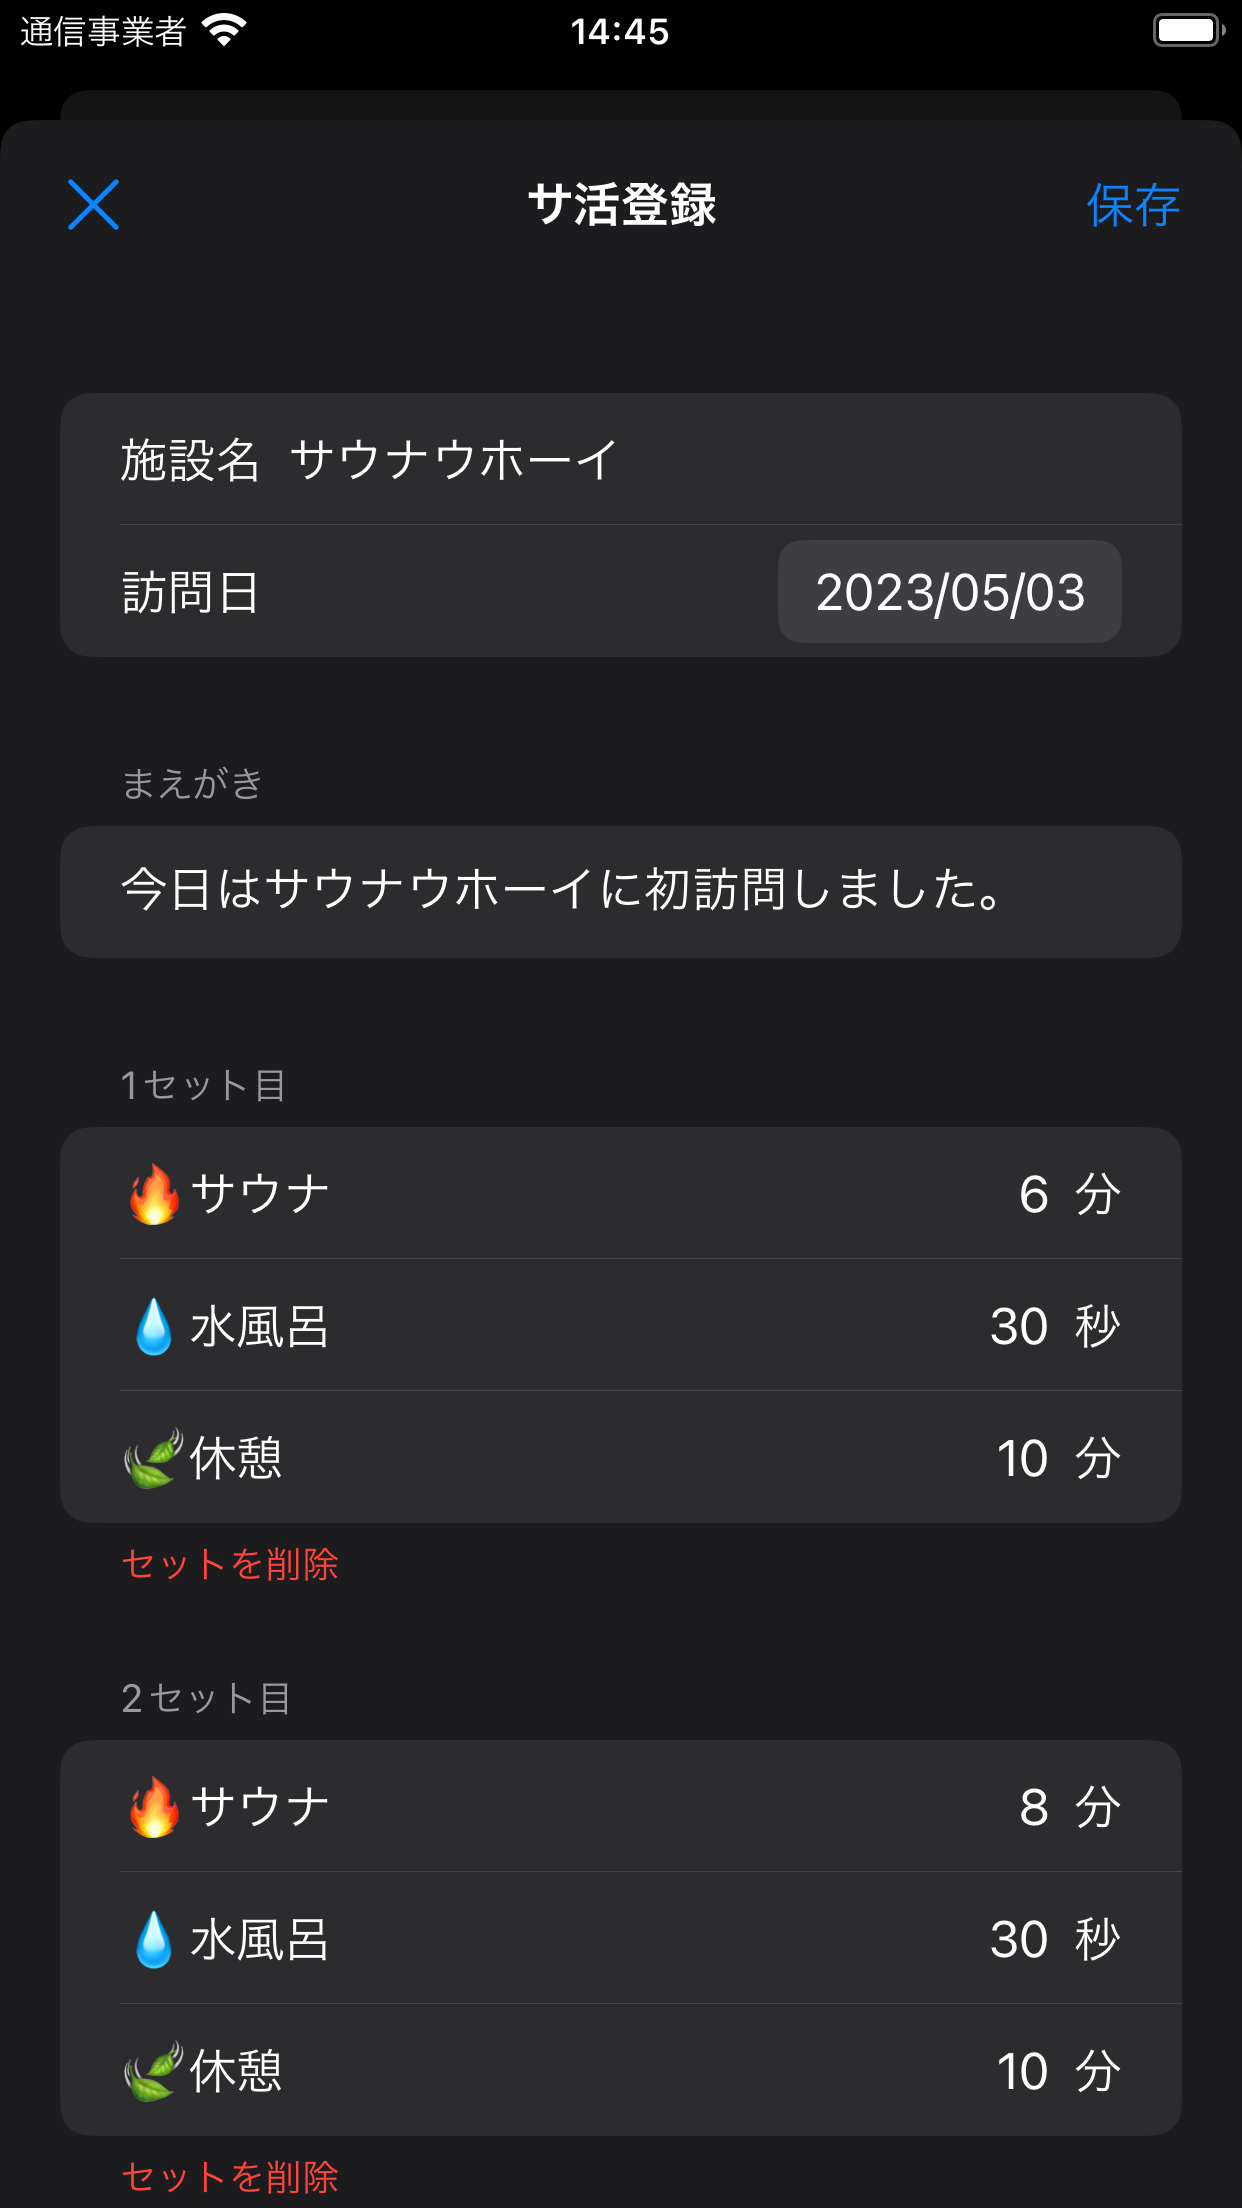 通信事業者 14:45
サ活登録 保存
施設名 サウナウホーイ
訪問日 2023/05/03
まえがき
今日はサウナウホーイに初訪問しました。
1セット目
🔥サウナ 6 分
💧水風呂 30 秒
🍃休憩 10 分
セットを削除
2セット目
🔥サウナ 8 分
💧水風呂 30 秒
🍃休憩 10 分
セットを削除